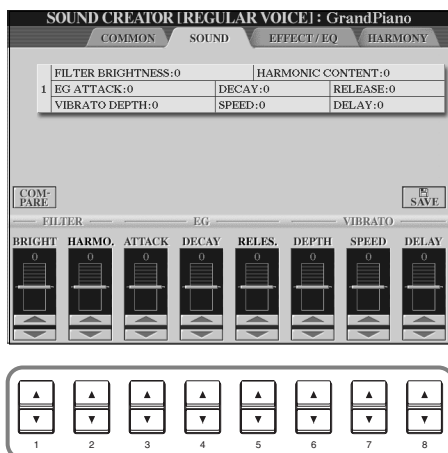 SOUND CREATOR [REGULAR VOICE] : GrandPiano
COMMON SOUND EFFECT / EQ HARMONY
FILTER BRIGHTNESS:0 HARMONIC CONTENT:0
1 EG ATTACK:0 DECAY:0 RELEASE:0
VIBRATO DEPTH:0 SPEED:0 DELAY:0
COM-
PARE
SAVE
FILTER EG VIBRATO
BRIGHT HARMO. ATTACK DECAY RELES. DEPTH SPEED DELAY
0 0 0 0 0 0 0 0
1 2 3 4 5 6 7 8